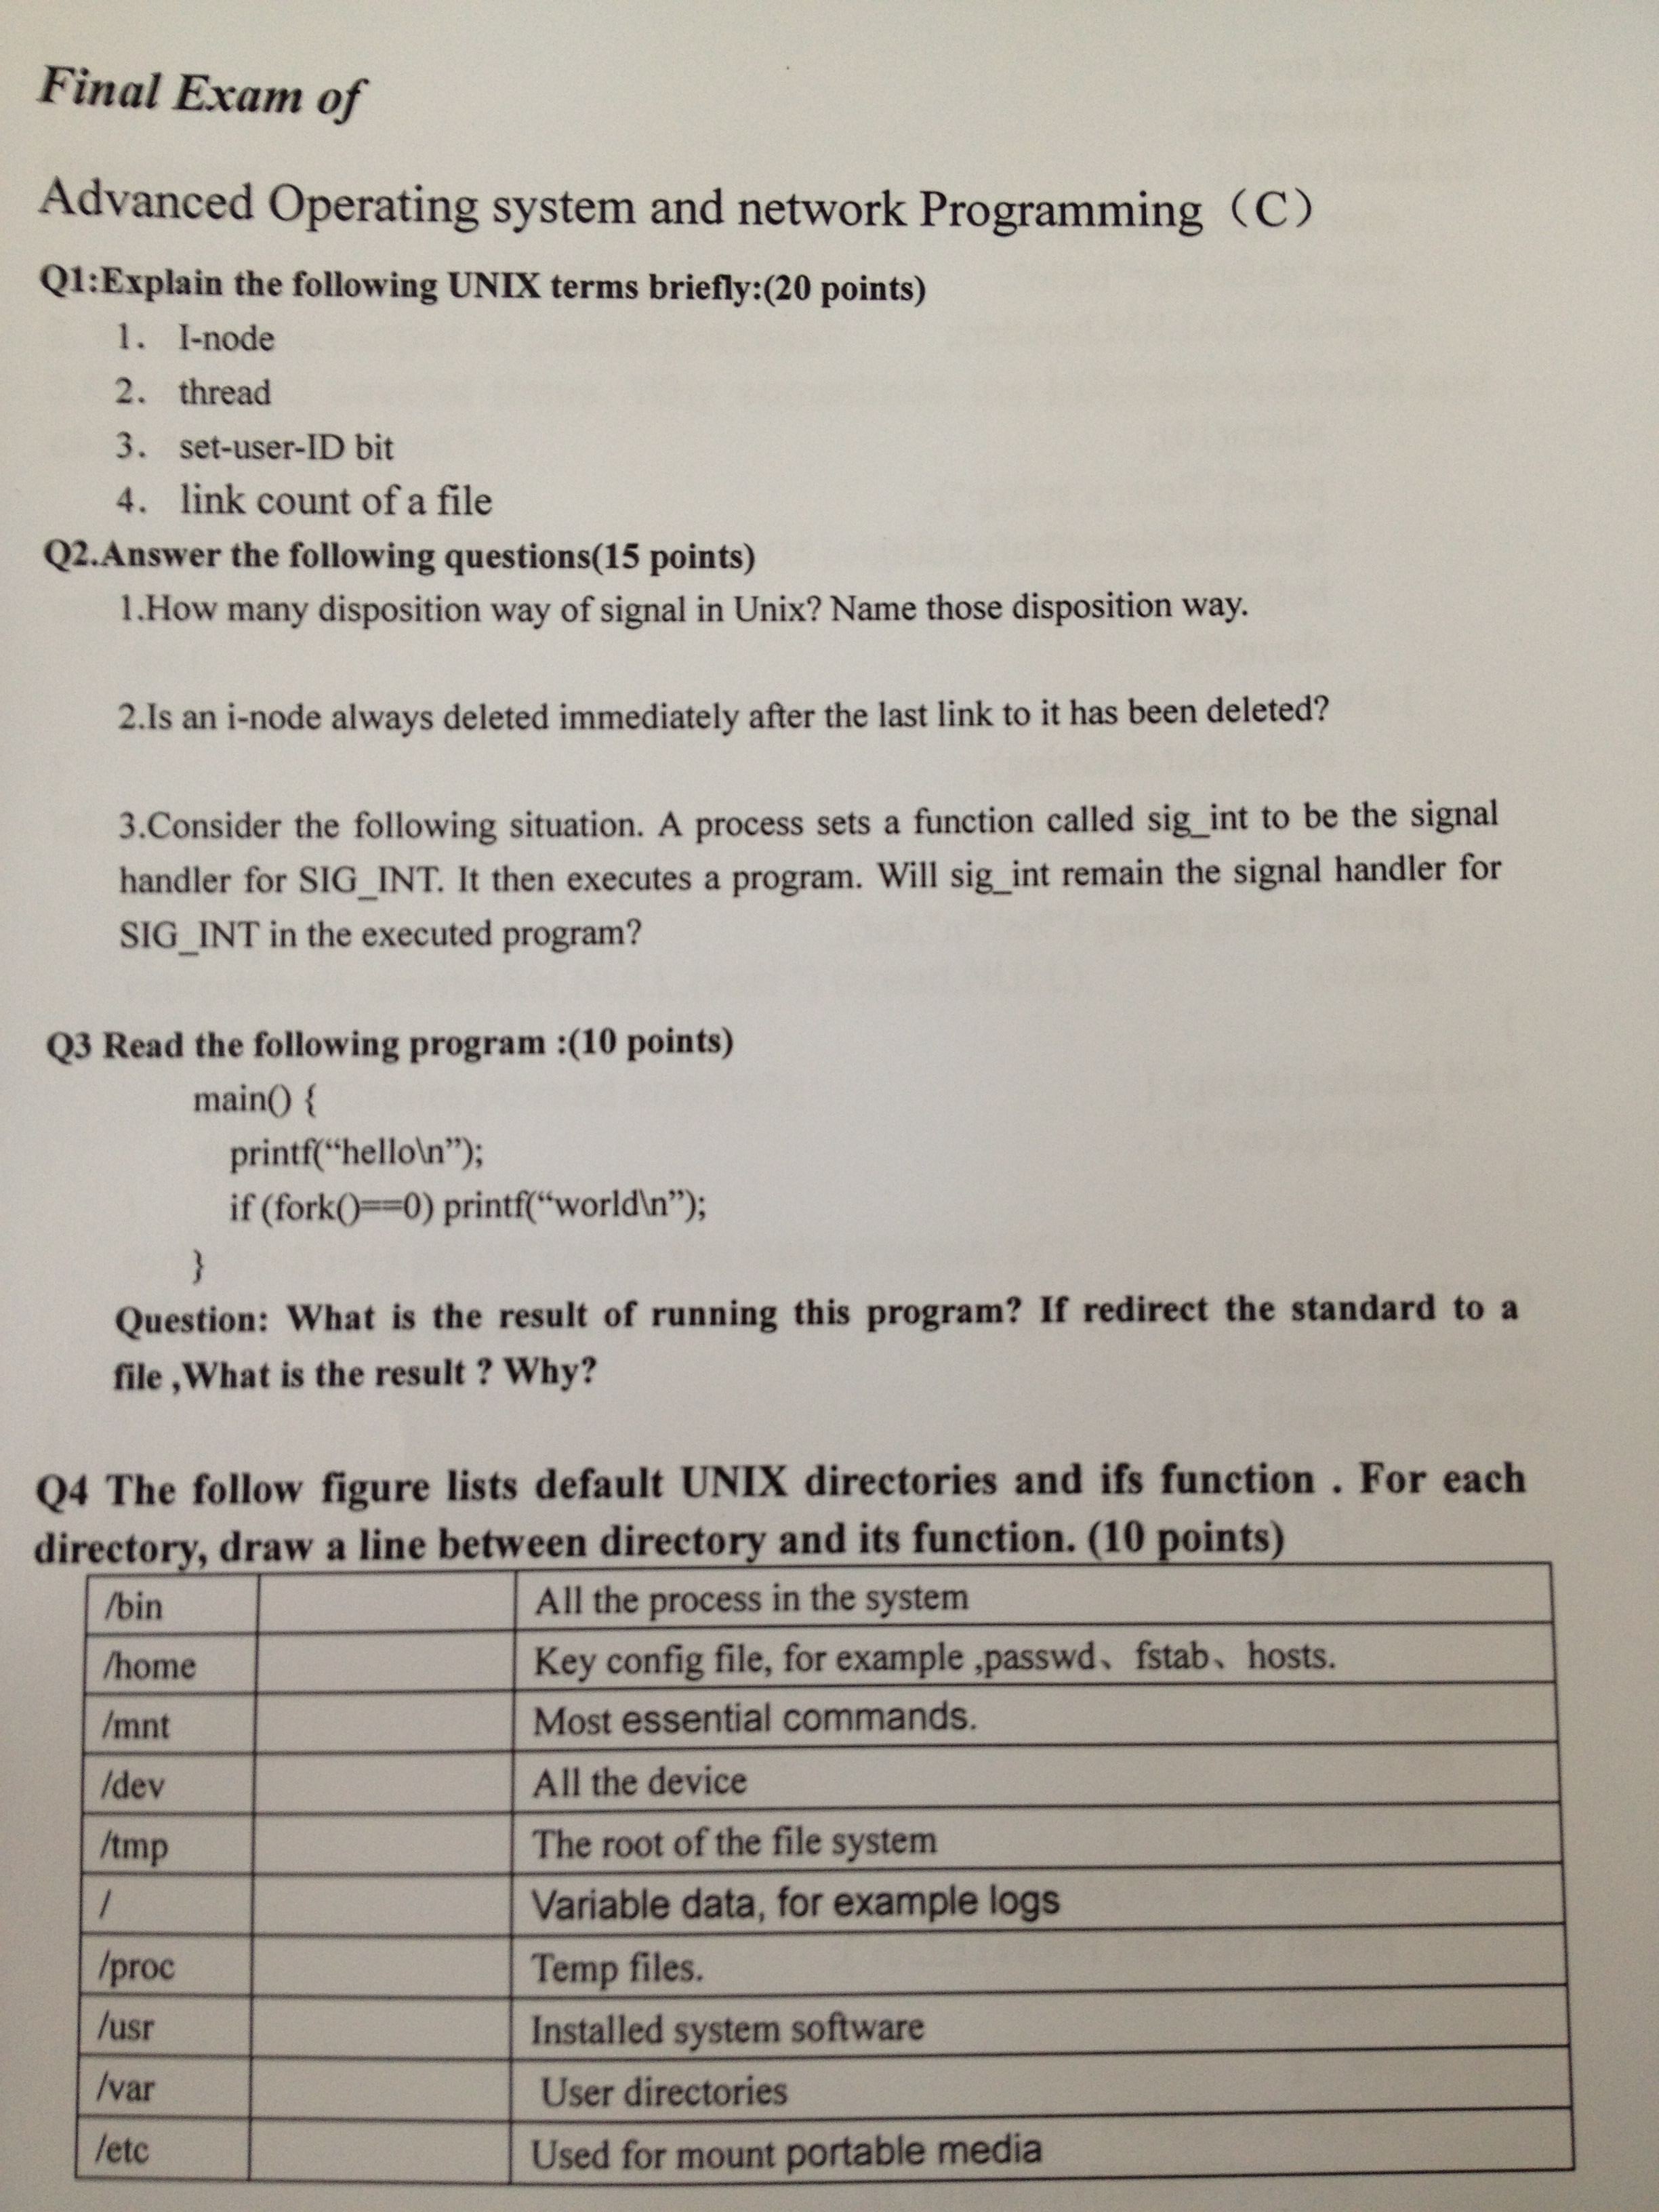 Final Exam of
Advanced Operating system and network Programming（C）
Q1:Explain the following UNIX terms briefly:(20 points)
1. I-node
2. thread
3. set-user-ID bit
4. link count of a file
Q2.Answer the following questions(15 points)
1.How many disposition way of signal in Unix? Name those disposition way.
2.Is an i-node always deleted immediately after the last link to it has been deleted?
3.Consider the following situation. A process sets a function called sig_int to be the signal
handler for SIG_INT. It then executes a program. Will sig_int remain the signal handler for
SIG_INT in the executed program?
Q3 Read the following program :(10 points)
main() {
printf(“hello\n”);
if (fork()==0) printf(“world\n”);
}
Question: What is the result of running this program? If redirect the standard to a
file ,What is the result ? Why?
Q4 The follow figure lists default UNIX directories and ifs function . For each
directory, draw a line between directory and its function. (10 points)
/bin All the process in the system
/home Key config file, for example ,passwd、fstab、hosts.
/mnt Most essential commands.
/dev All the device
/tmp The root of the file system
/ Variable data, for example logs
/proc Temp files.
/usr Installed system software
/var User directories
/etc Used for mount portable media